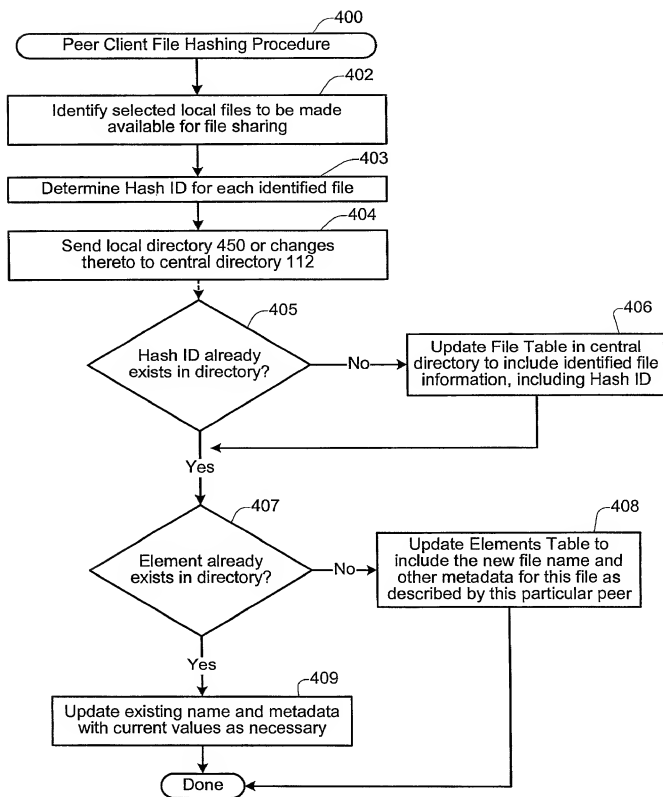 400
Peer Client File Hashing Procedure
402
Identify selected local files to be made
available for file sharing
403
Determine Hash ID for each identified file
404
Send local directory 450 or changes
thereto to central directory 112
405
Hash ID already
exists in directory?
No
406
Update File Table in central
directory to include identified file
information, including Hash ID
Yes
407
Element already
exists in directory?
No
408
Update Elements Table to
include the new file name and
other metadata for this file as
described by this particular peer
Yes
409
Update existing name and metadata
with current values as necessary
Done